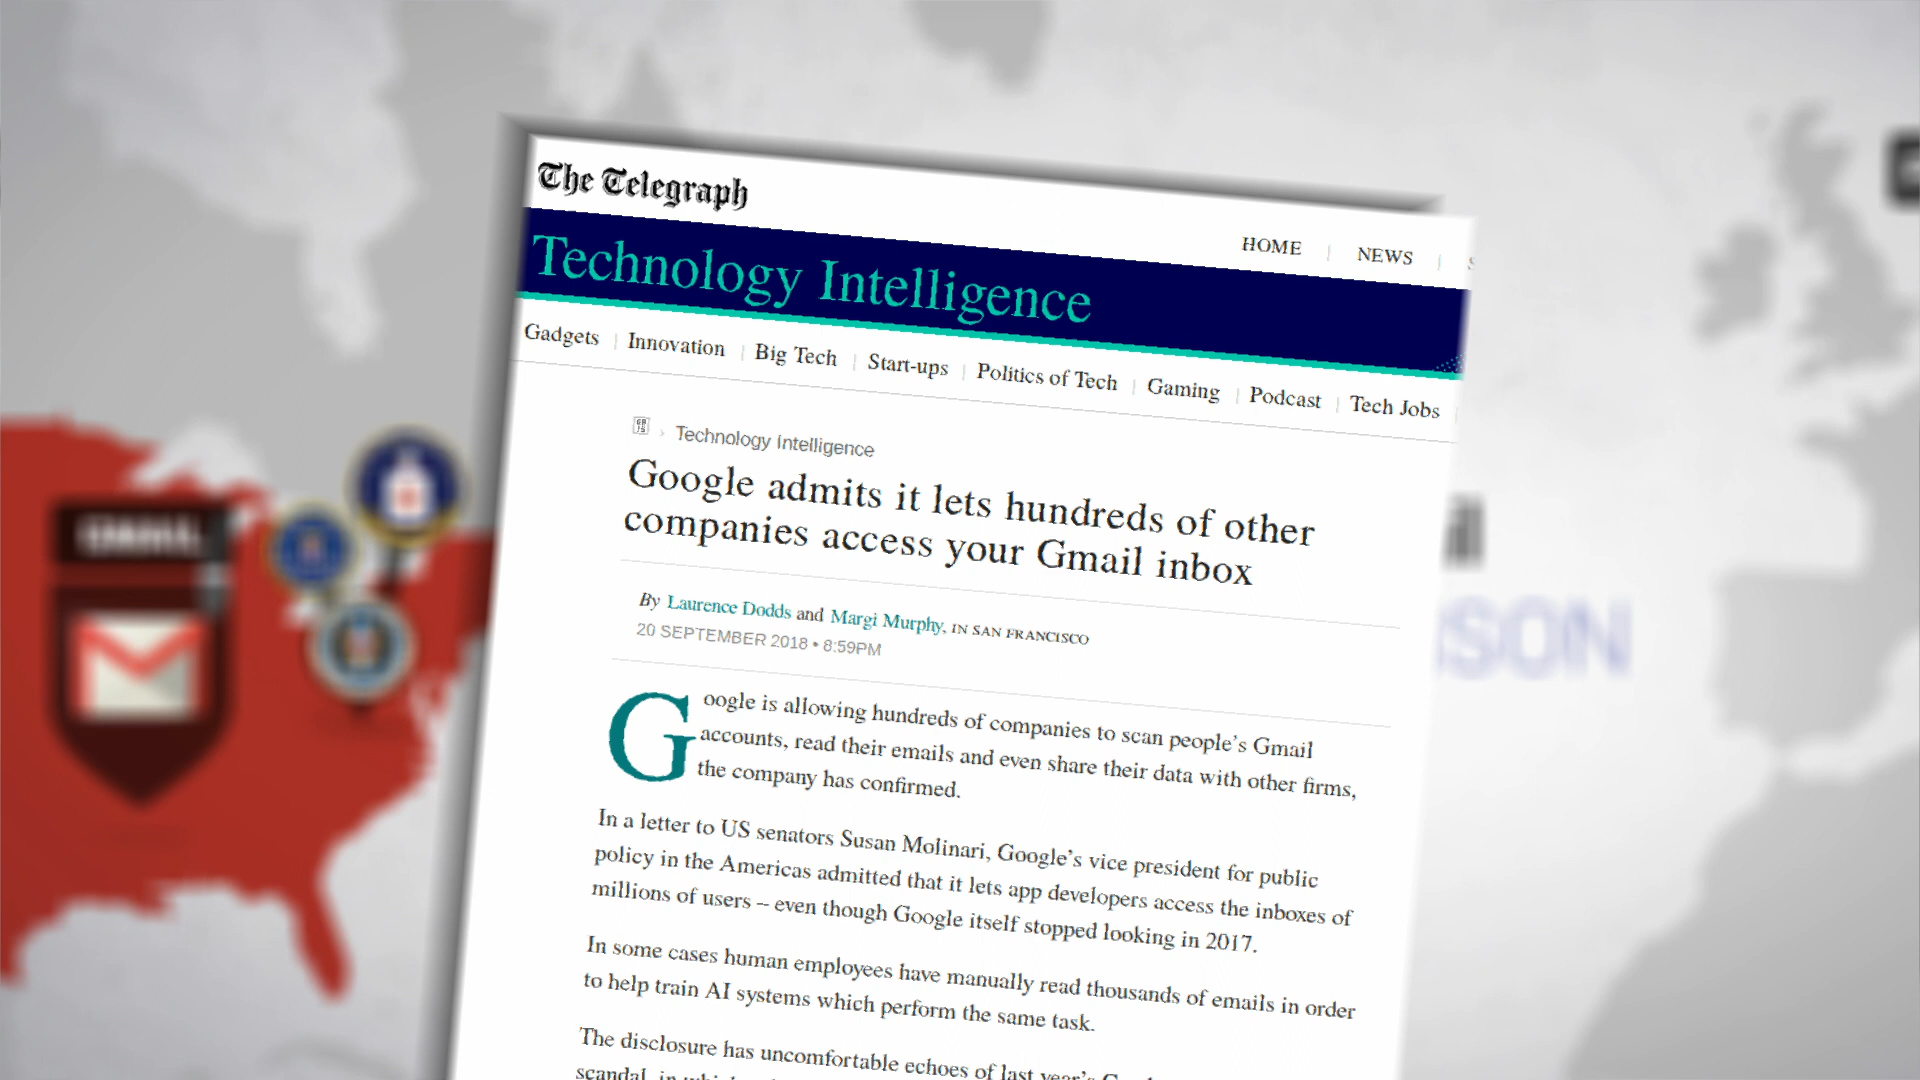 The Telegraph
HOME | NEWS |
Technology Intelligence
Gadgets | Innovation | Big Tech | Start-ups | Politics of Tech | Gaming | Podcast | Tech Jobs
› Technology Intelligence
Google admits it lets hundreds of other
companies access your Gmail inbox
By Laurence Dodds and Margi Murphy, IN SAN FRANCISCO
20 SEPTEMBER 2018 • 8:59PM
Google is allowing hundreds of companies to scan people's Gmail
accounts, read their emails and even share their data with other firms,
the company has confirmed.
In a letter to US senators Susan Molinari, Google's vice president for public
policy in the Americas admitted that it lets app developers access the inboxes of
millions of users – even though Google itself stopped looking in 2017.
In some cases human employees have manually read thousands of emails in order
to help train AI systems which perform the same task.
The disclosure has uncomfortable echoes of last year's
scandal, in
GMAIL
SON